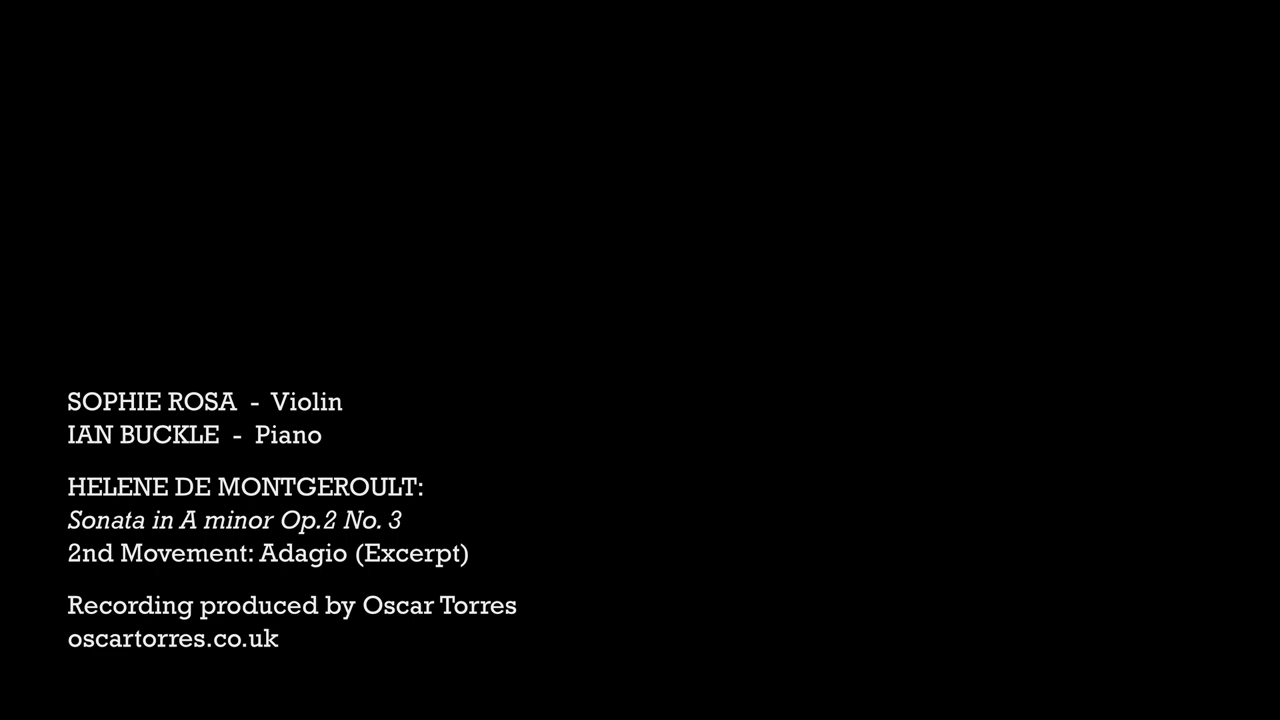 SOPHIE ROSA - Violin
IAN BUCKLE - Piano
HELENE DE MONTGEROULT:
Sonata in A minor Op.2 No. 3
2nd Movement: Adagio (Excerpt)
Recording produced by Oscar Torres
oscartorres.co.uk